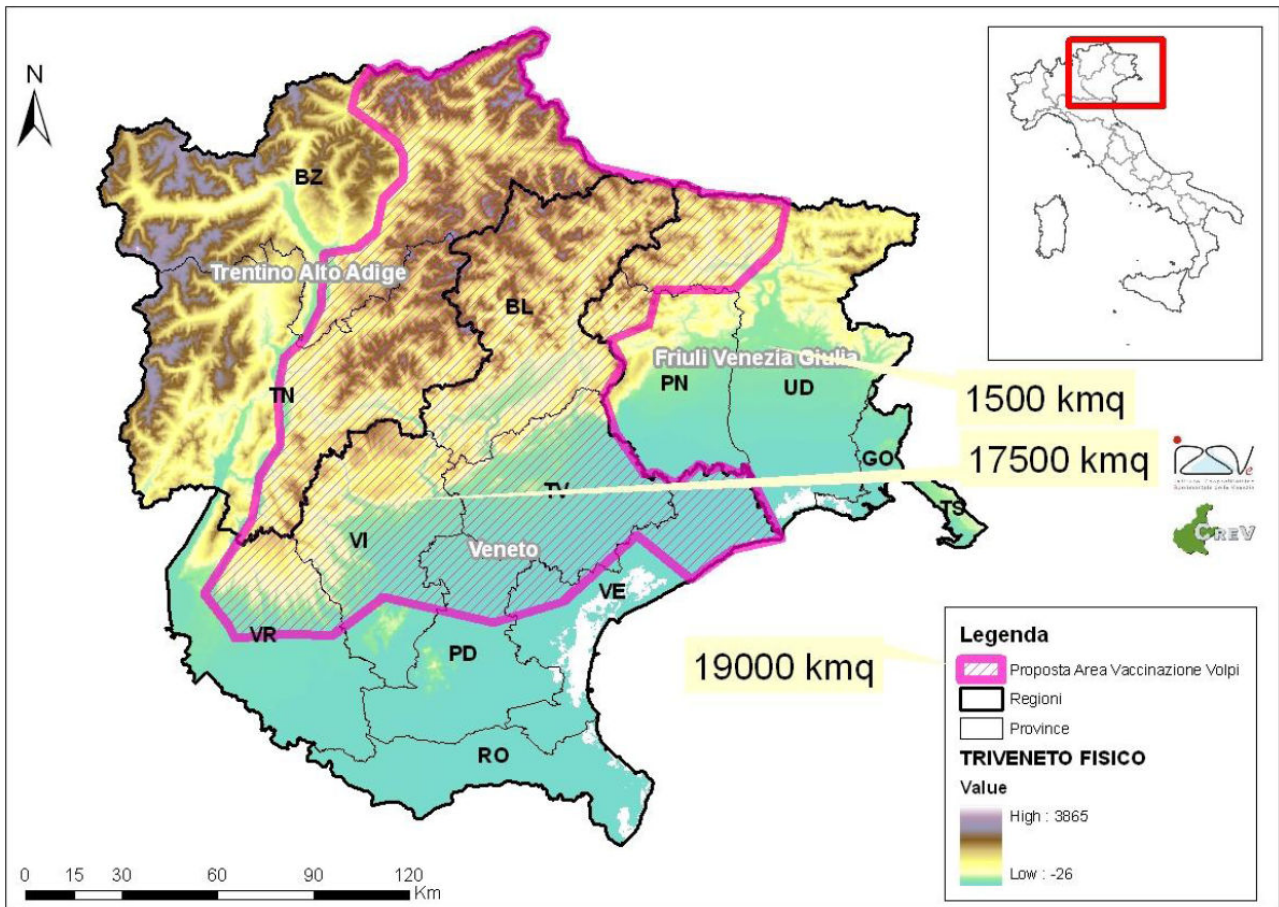 N
BZ
Trentino Alto Adige
BL
Friuli Venezia Giulia
PN
UD
TN
1500 kmq
17500 kmq
GO
TV
TS
VI
Veneto
VE
VR
PD
RO
19000 kmq
CREV
Legenda
Proposta Area Vaccinazione Volpi
Regioni
Province
TRIVENETO FISICO
Value
High : 3865
Low : -26
0 15 30 60 90 120
Km